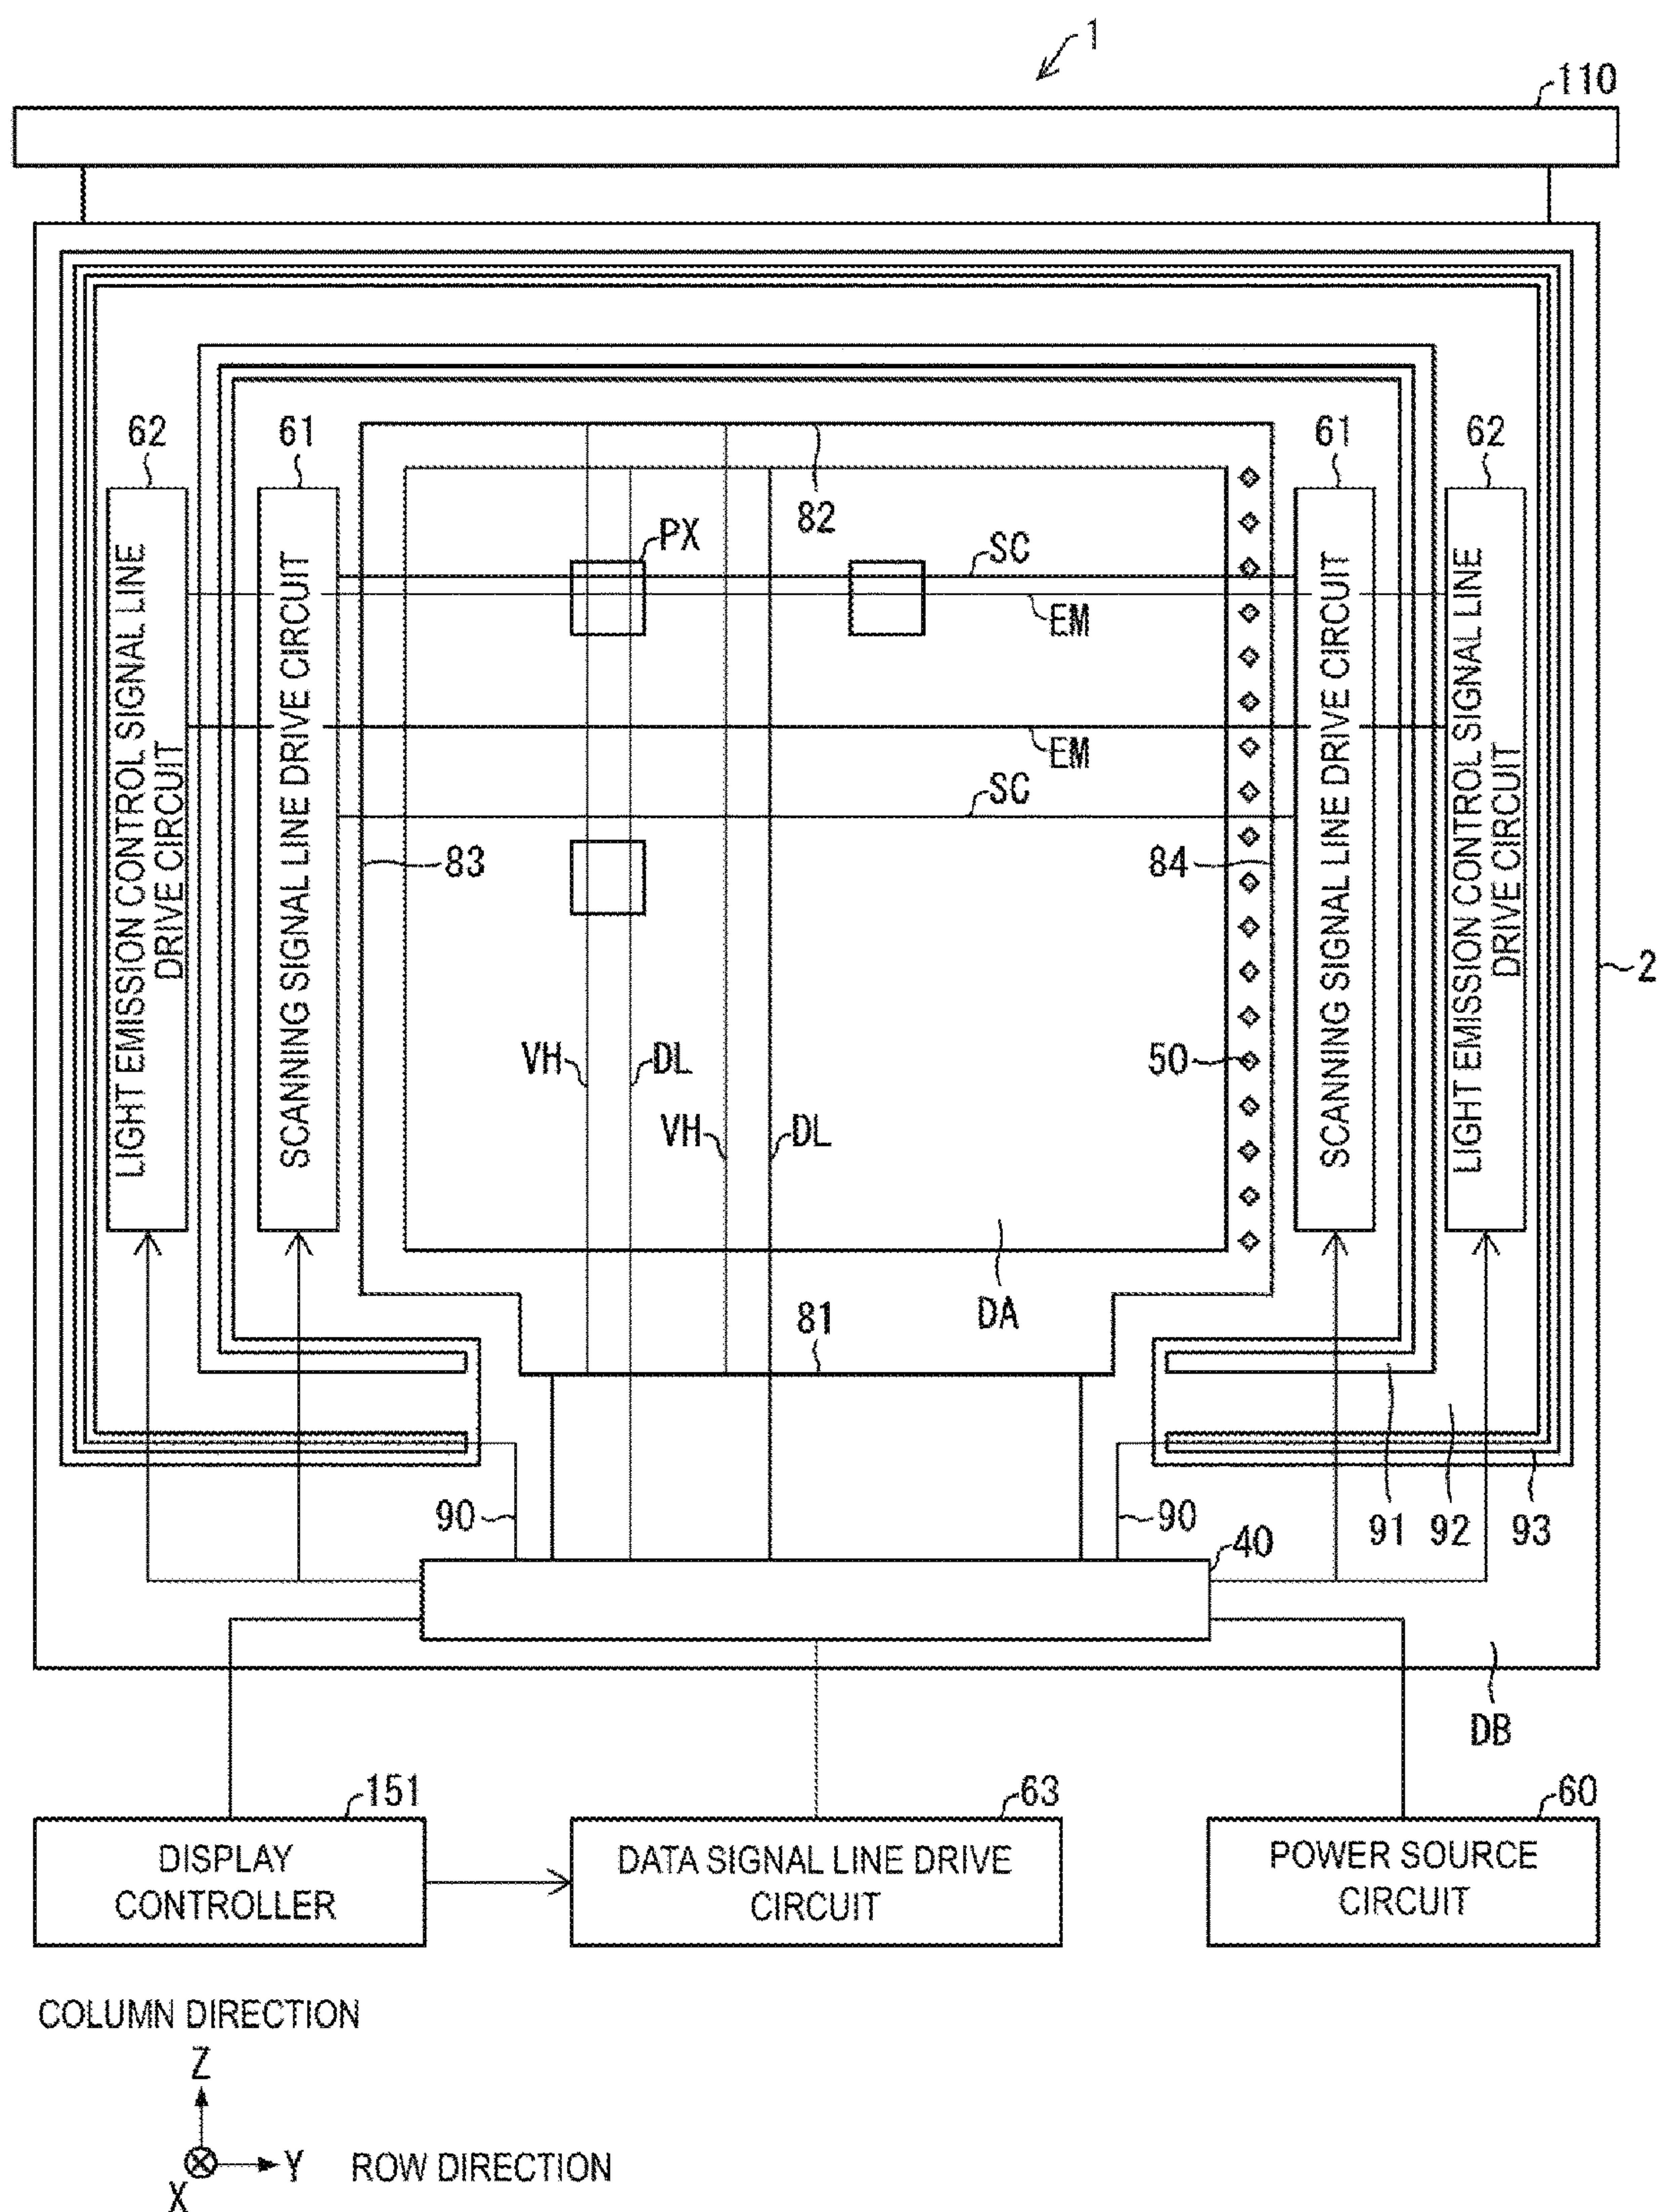 1
110
62
61
61
62
82
PX
SC
EM
EM
SC
83
84
LIGHT EMISSION CONTROL SIGNAL LINE
DRIVE CIRCUIT
SCANNING SIGNAL LINE DRIVE CIRCUIT
SCANNING SIGNAL LINE DRIVE CIRCUIT
LIGHT EMISSION CONTROL SIGNAL LINE
DRIVE CIRCUIT
2
VH
DL
50
VH
DL
DA
81
90
90
40
91
92
93
DB
151
63
60
DISPLAY
CONTROLLER
DATA SIGNAL LINE DRIVE
CIRCUIT
POWER SOURCE
CIRCUIT
COLUMN DIRECTION
Z
Y
ROW DIRECTION
X